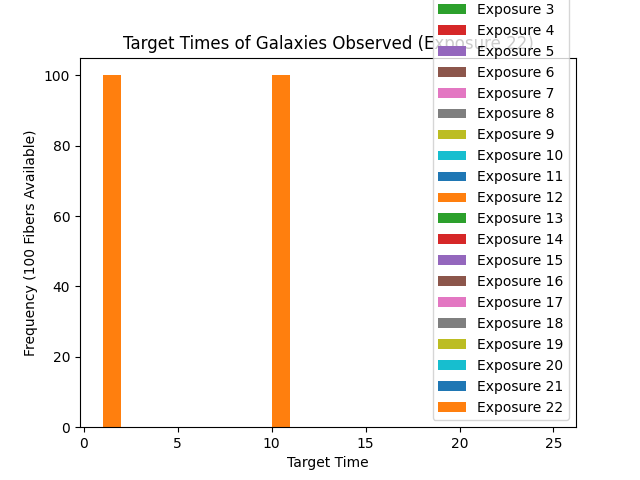 Target Times of Galaxies Observed (Exposure 22)
Exposure 3
Exposure 4
Exposure 5
Exposure 6
Exposure 7
Exposure 8
Exposure 9
Exposure 10
Exposure 11
Exposure 12
Exposure 13
Exposure 14
Exposure 15
Exposure 16
Exposure 17
Exposure 18
Exposure 19
Exposure 20
Exposure 21
Exposure 22
Frequency (100 Fibers Available)
100
80
60
40
20
0
0 5 10 15 20 25
Target Time